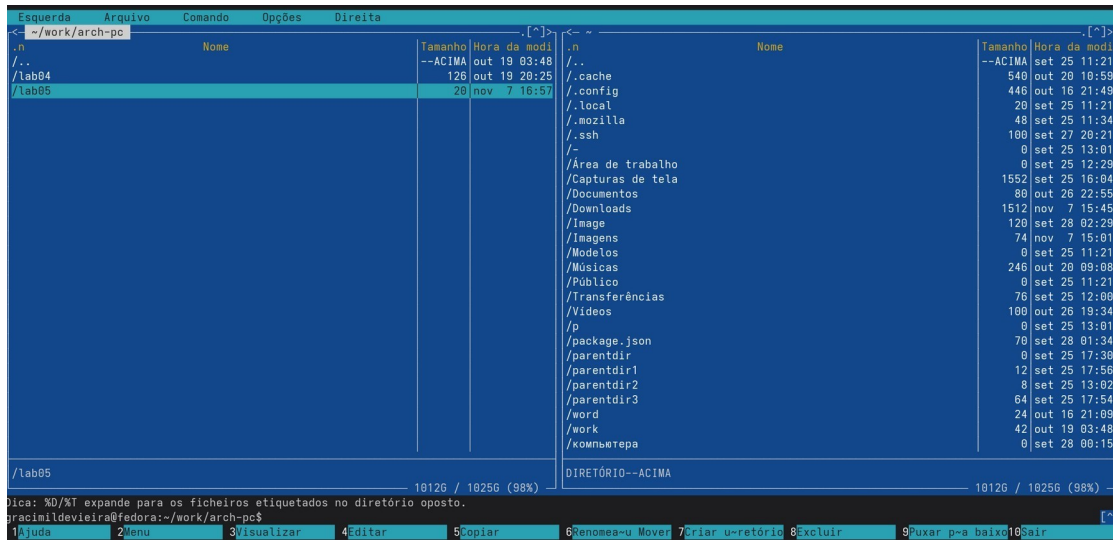 Esquerda Arquivo Comando Opções Direita
<- ~/work/arch-pc .[^]>
.n Nome Tamanho Hora da modi
/.. --ACIMA out 19 03:48
/lab04 126 out 19 20:25
/lab05 20 nov 7 16:57
/lab05
1012G / 1025G (98%)
<- ~ .[^]>
.n Nome Tamanho Hora da modi
/.. --ACIMA set 25 11:21
/.cache 540 out 20 10:59
/.config 446 out 16 21:49
/.local 20 set 25 11:21
/.mozilla 48 set 25 11:34
/.ssh 100 set 27 20:21
/- 0 set 25 13:01
/Área de trabalho 0 set 25 12:29
/Capturas de tela 1552 set 25 16:04
/Documentos 80 out 26 22:55
/Downloads 1512 nov 7 15:45
/Image 120 set 28 02:29
/Imagens 74 nov 7 15:01
/Modelos 0 set 25 11:21
/Músicas 246 out 20 09:08
/Público 0 set 25 11:21
/Transferências 76 set 25 12:00
/Vídeos 100 out 26 19:34
/p 0 set 25 13:01
/package.json 70 set 28 01:34
/parentdir 0 set 25 17:30
/parentdir1 12 set 25 17:56
/parentdir2 8 set 25 13:02
/parentdir3 64 set 25 17:54
/word 24 out 16 21:09
/work 42 out 19 03:48
/компьютера 0 set 28 00:15
DIRETÓRIO--ACIMA
1012G / 1025G (98%)
Dica: %D/%T expande para os ficheiros etiquetados no diretório oposto.
gracimildevieira@fedora:~/work/arch-pc$ [^
1Ajuda 2Menu 3Visualizar 4Editar 5Copiar 6Renomea~u Mover 7Criar u~retório 8Excluir 9Puxar p~a baixo 10Sair